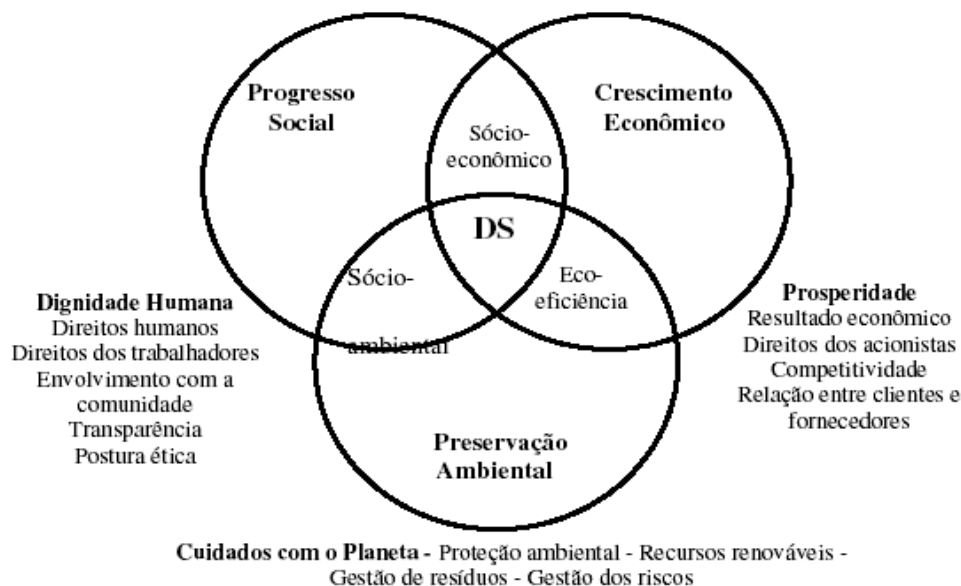 Progresso
Social
Crescimento
Econômico
Sócio-
econômico
DS
Sócio-
ambiental
Eco-
eficiência
Dignidade Humana
Direitos humanos
Direitos dos trabalhadores
Envolvimento com a
comunidade
Transparência
Postura ética
Prosperidade
Resultado econômico
Direitos dos acionistas
Competitividade
Relação entre clientes e
fornecedores
Preservação
Ambiental
Cuidados com o Planeta - Proteção ambiental - Recursos renováveis -
Gestão de resíduos - Gestão dos riscos